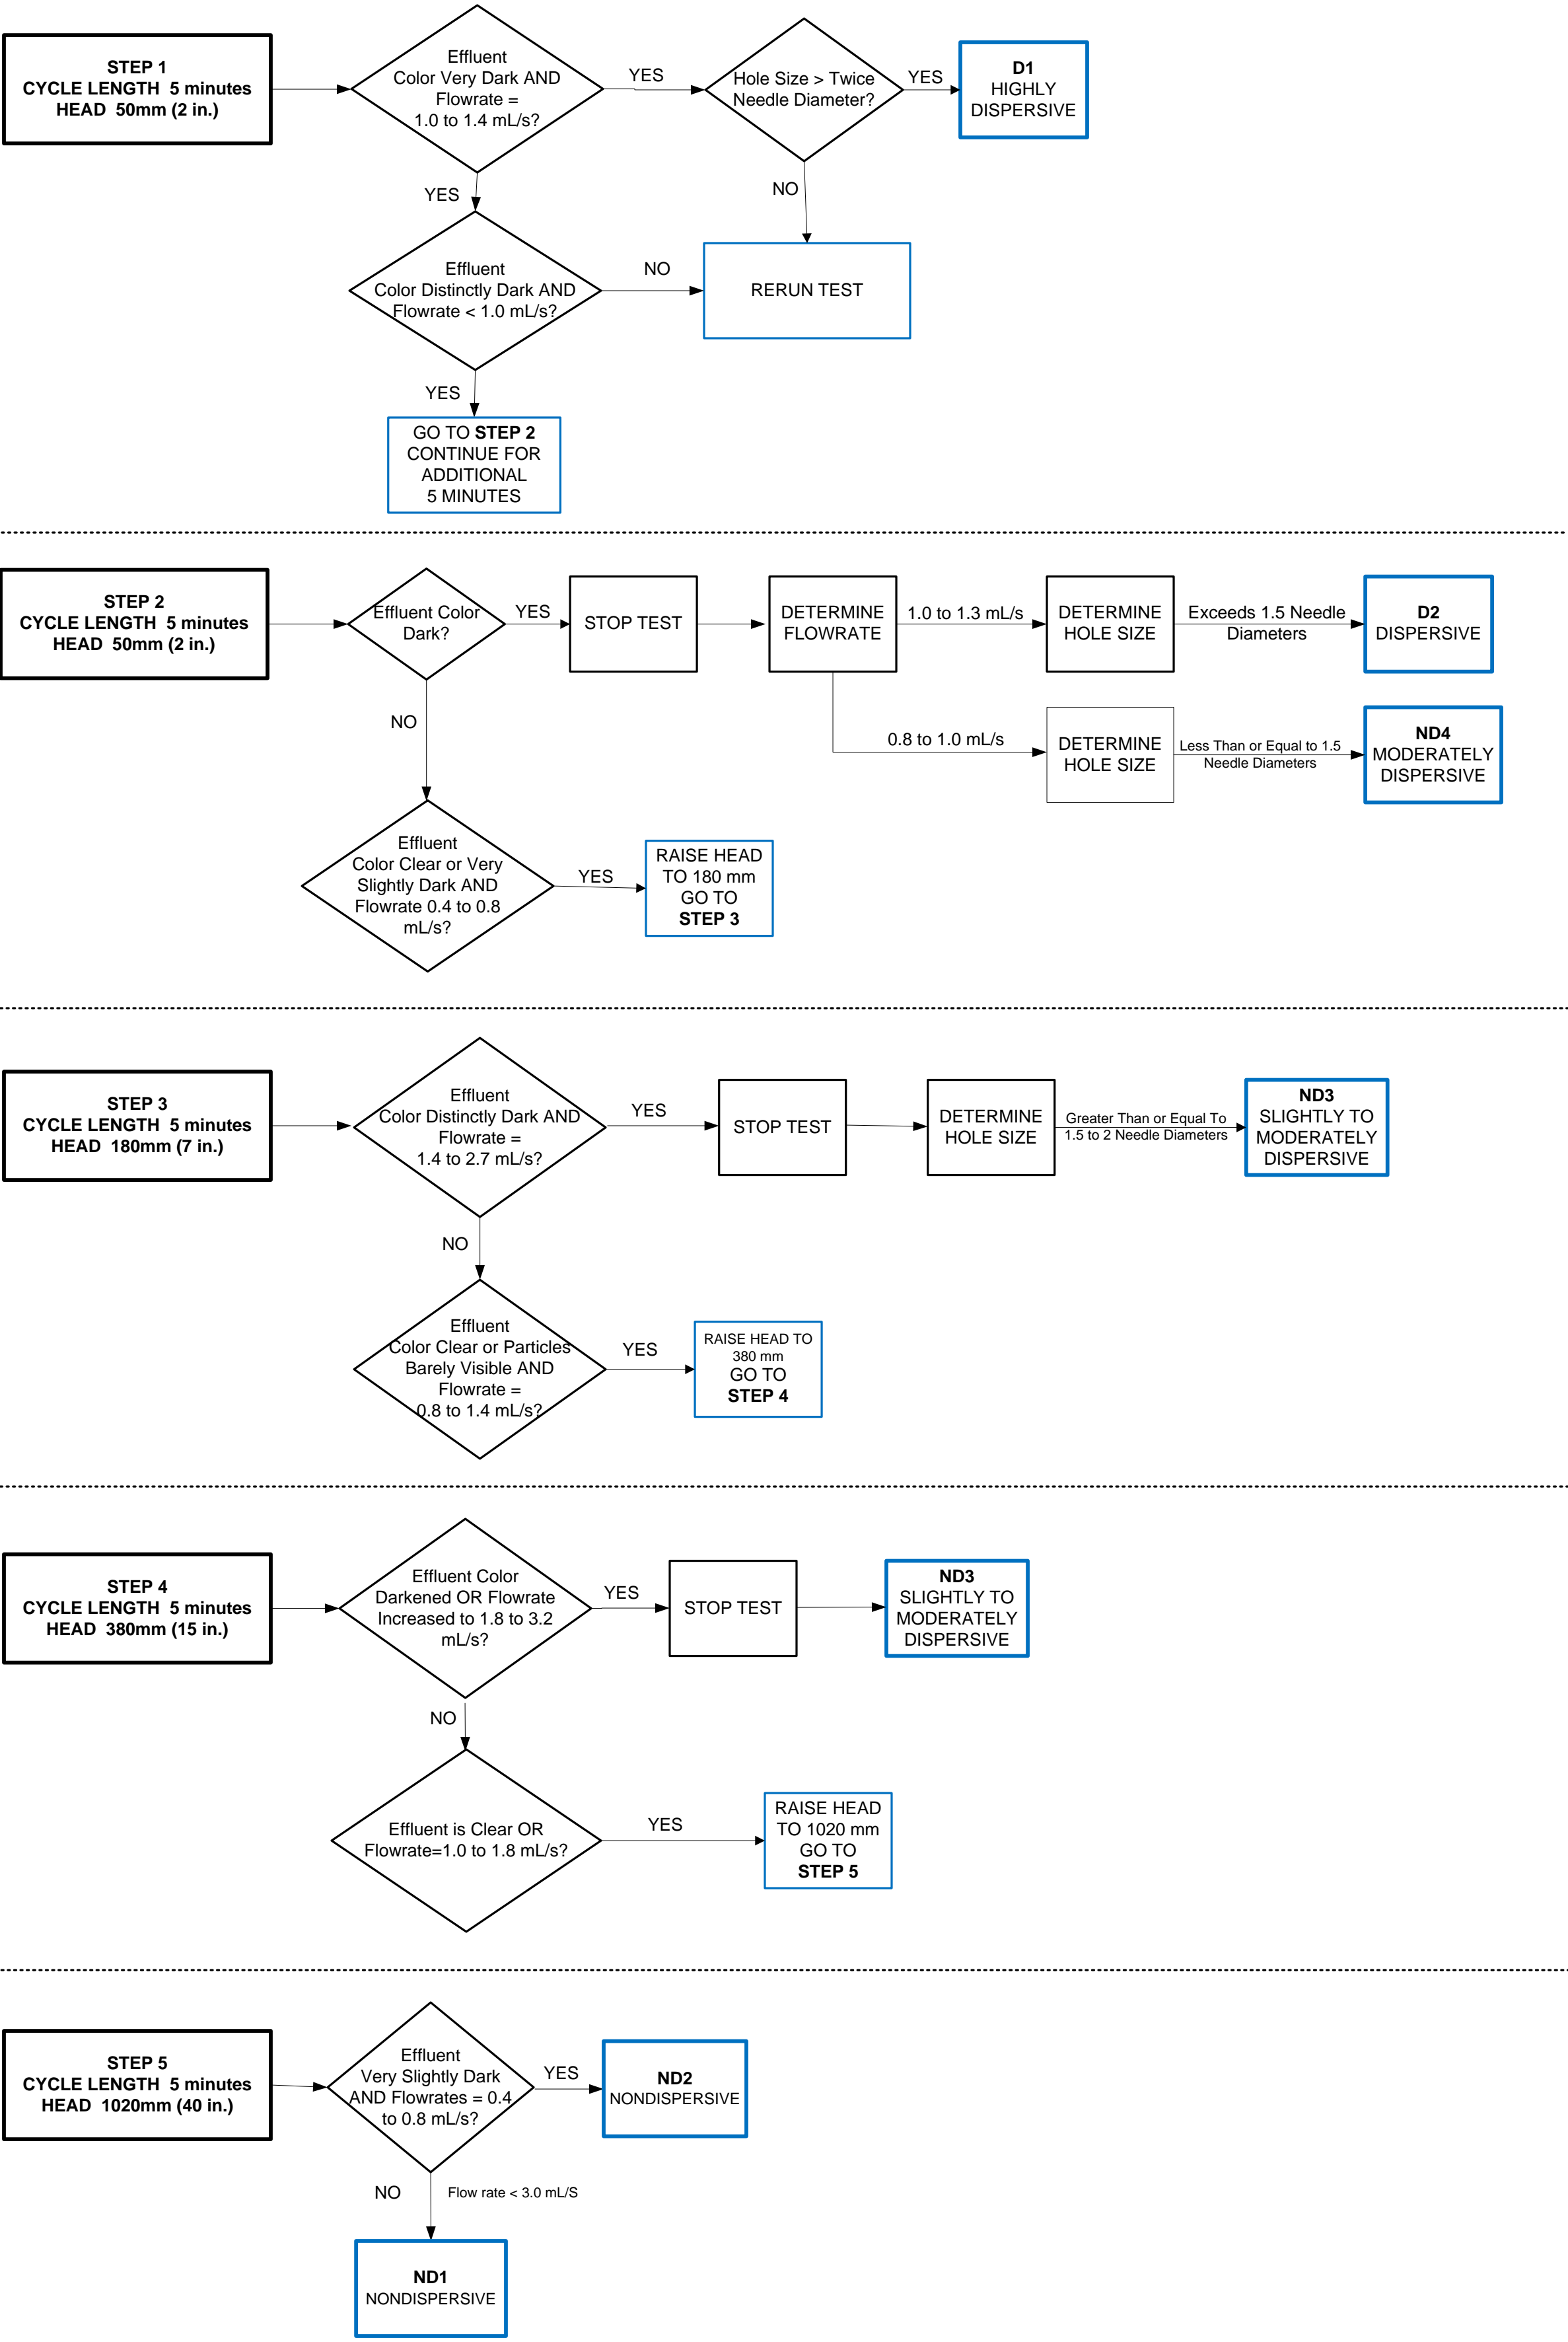 STEP 1
CYCLE LENGTH 5 minutes
HEAD 50mm (2 in.)
Effluent
Color Very Dark AND
Flowrate =
1.0 to 1.4 mL/s?
YES
Hole Size > Twice
Needle Diameter?
YES
D1
HIGHLY
DISPERSIVE
YES
NO
Effluent
Color Distinctly Dark AND
Flowrate < 1.0 mL/s?
NO
RERUN TEST
YES
GO TO STEP 2
CONTINUE FOR
ADDITIONAL
5 MINUTES
STEP 2
CYCLE LENGTH 5 minutes
HEAD 50mm (2 in.)
Effluent Color
Dark?
YES
STOP TEST
DETERMINE
FLOWRATE
1.0 to 1.3 mL/s
DETERMINE
HOLE SIZE
Exceeds 1.5 Needle
Diameters
D2
DISPERSIVE
NO
0.8 to 1.0 mL/s
DETERMINE
HOLE SIZE
Less Than or Equal to 1.5
Needle Diameters
ND4
MODERATELY
DISPERSIVE
Effluent
Color Clear or Very
Slightly Dark AND
Flowrate 0.4 to 0.8
mL/s?
YES
RAISE HEAD
TO 180 mm
GO TO
STEP 3
STEP 3
CYCLE LENGTH 5 minutes
HEAD 180mm (7 in.)
Effluent
Color Distinctly Dark AND
Flowrate =
1.4 to 2.7 mL/s?
YES
STOP TEST
DETERMINE
HOLE SIZE
Greater Than or Equal To
1.5 to 2 Needle Diameters
ND3
SLIGHTLY TO
MODERATELY
DISPERSIVE
NO
Effluent
Color Clear or Particles
Barely Visible AND
Flowrate =
0.8 to 1.4 mL/s?
YES
RAISE HEAD TO
380 mm
GO TO
STEP 4
STEP 4
CYCLE LENGTH 5 minutes
HEAD 380mm (15 in.)
Effluent Color
Darkened OR Flowrate
Increased to 1.8 to 3.2
mL/s?
YES
STOP TEST
ND3
SLIGHTLY TO
MODERATELY
DISPERSIVE
NO
Effluent is Clear OR
Flowrate=1.0 to 1.8 mL/s?
YES
RAISE HEAD
TO 1020 mm
GO TO
STEP 5
STEP 5
CYCLE LENGTH 5 minutes
HEAD 1020mm (40 in.)
Effluent
Very Slightly Dark
AND Flowrates = 0.4
to 0.8 mL/s?
YES
ND2
NONDISPERSIVE
NO
Flow rate < 3.0 mL/S
ND1
NONDISPERSIVE